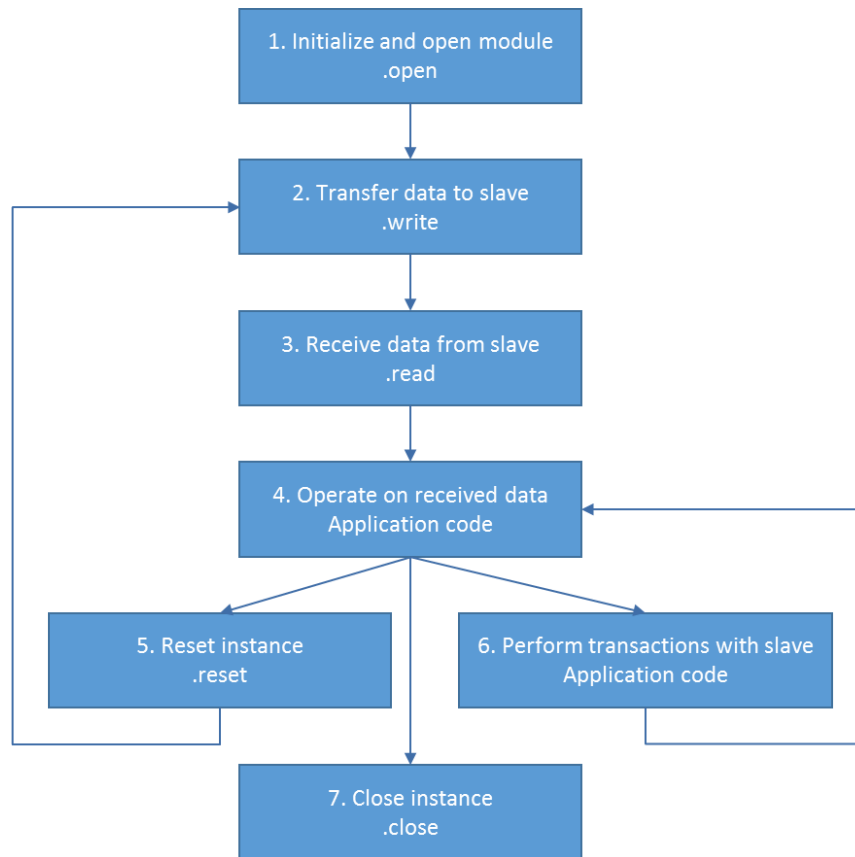 1. Initialize and open module
.open
2. Transfer data to slave
.write
3. Receive data from slave
.read
4. Operate on received data
Application code
5. Reset instance
.reset
6. Perform transactions with slave
Application code
7. Close instance
.close